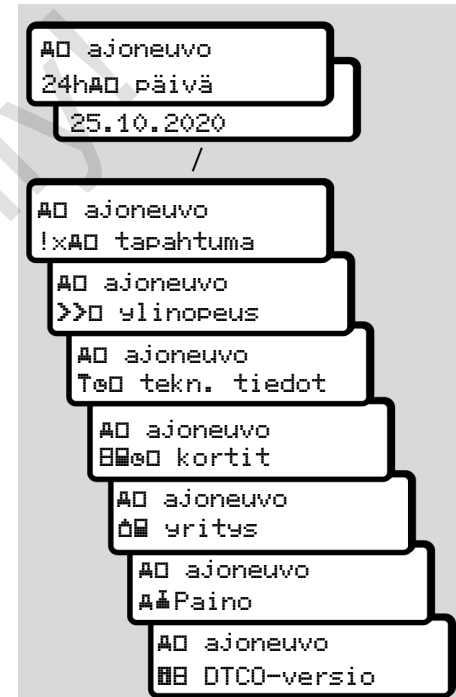 ajoneuvo
24h päivä
25.10.2020
/
ajoneuvo
!x tapahtuma
ajoneuvo
>> ylinopeus
ajoneuvo
tekn. tiedot
ajoneuvo
kortit
ajoneuvo
yritys
ajoneuvo
Paino
ajoneuvo
DTCO-versio